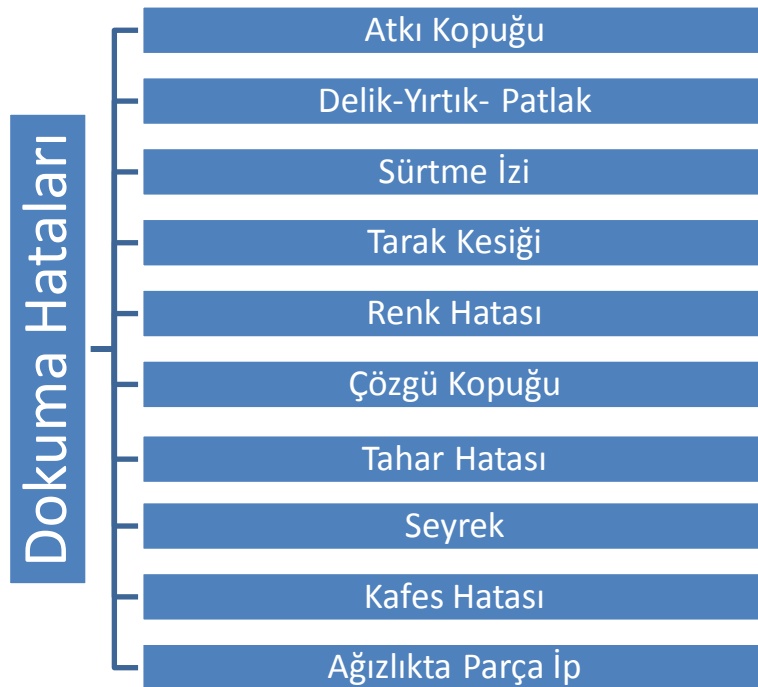 Dokuma Hataları
Atkı Kopuğu
Delik-Yırtık- Patlak
Sürtme İzi
Tarak Kesiği
Renk Hatası
Çözgü Kopuğu
Tahar Hatası
Seyrek
Kafes Hatası
Ağızlıkta Parça İp